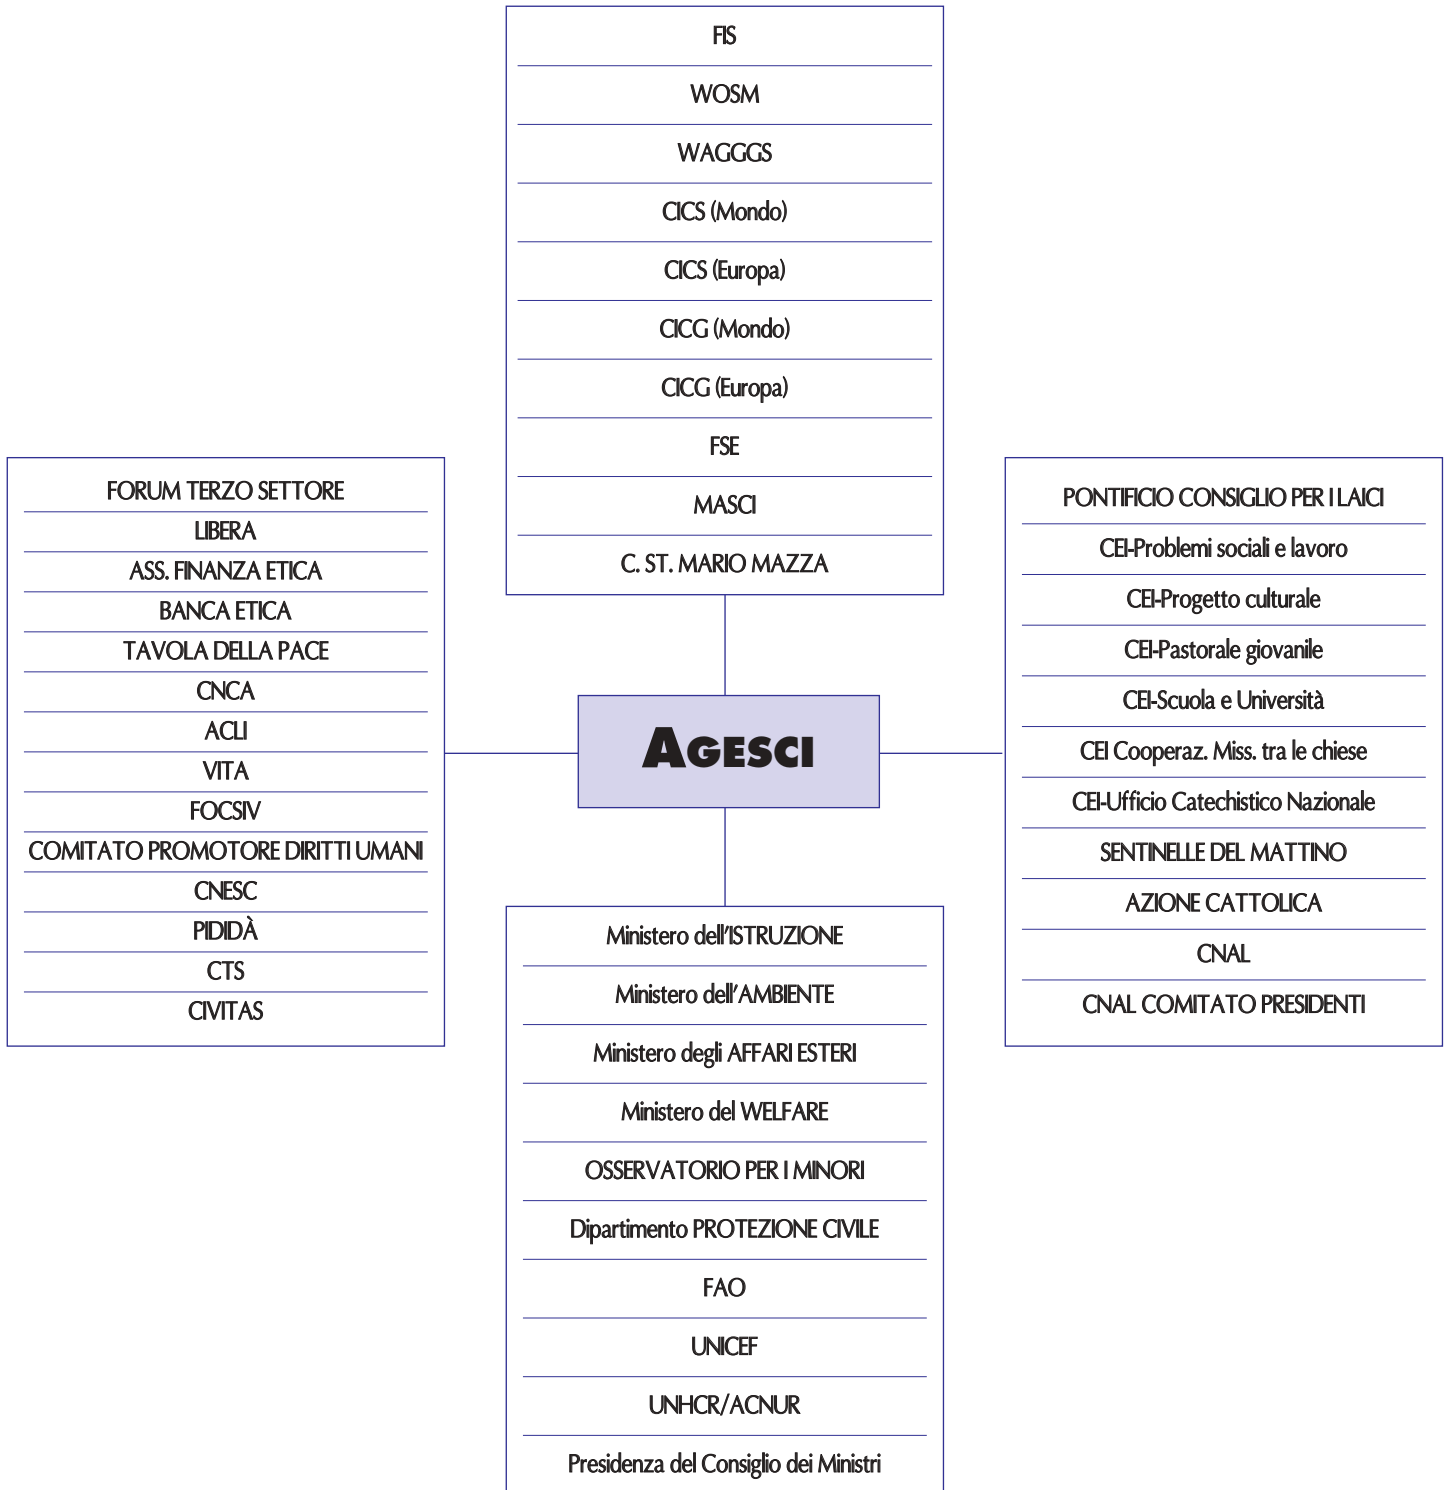 FIS
WOSM
WAGGGS
CICS (Mondo)
CICS (Europa)
CICG (Mondo)
CICG (Europa)
FSE
MASCI
C. ST. MARIO MAZZA
FORUM TERZO SETTORE
LIBERA
ASS. FINANZA ETICA
BANCA ETICA
TAVOLA DELLA PACE
CNCA
ACLI
VITA
FOCSIV
COMITATO PROMOTORE DIRITTI UMANI
CNESC
PIDIDÀ
CTS
CIVITAS
AGESCI
PONTIFICIO CONSIGLIO PER I LAICI
CEI-Problemi sociali e lavoro
CEI-Progetto culturale
CEI-Pastorale giovanile
CEI-Scuola e Università
CEI Cooperaz. Miss. tra le chiese
CEI-Ufficio Catechistico Nazionale
SENTINELLE DEL MATTINO
AZIONE CATTOLICA
CNAL
CNAL COMITATO PRESIDENTI
Ministero dell'ISTRUZIONE
Ministero dell'AMBIENTE
Ministero degli AFFARI ESTERI
Ministero del WELFARE
OSSERVATORIO PER I MINORI
Dipartimento PROTEZIONE CIVILE
FAO
UNICEF
UNHCR/ACNUR
Presidenza del Consiglio dei Ministri